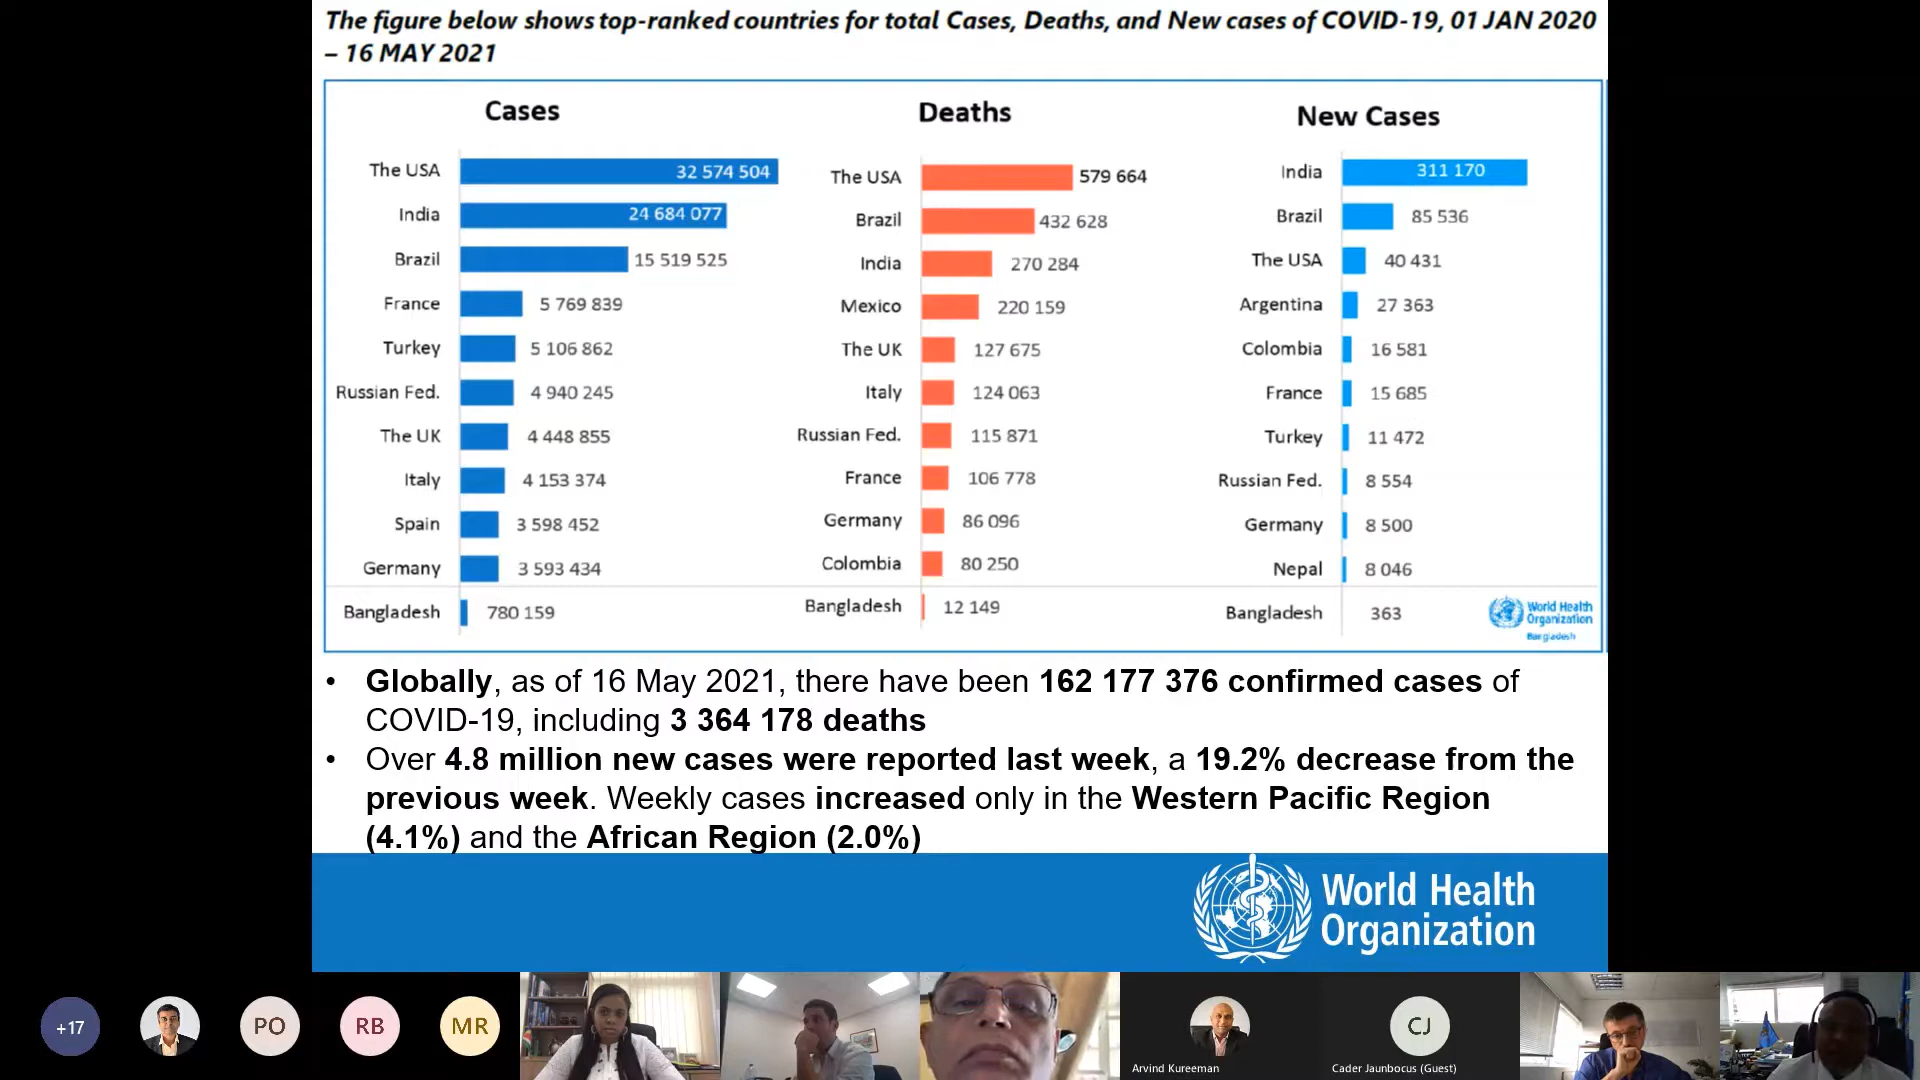 The figure below shows top-ranked countries for total Cases, Deaths, and New cases of COVID-19, 01 JAN 2020
– 16 MAY 2021
Cases
The USA 32 574 504
India 24 684 077
Brazil 15 519 525
France 5 769 839
Turkey 5 106 862
Russian Fed. 4 940 245
The UK 4 448 855
Italy 4 153 374
Spain 3 598 452
Germany 3 593 434
Bangladesh 780 159
Deaths
The USA 579 664
Brazil 432 628
India 270 284
Mexico 220 159
The UK 127 675
Italy 124 063
Russian Fed. 115 871
France 106 778
Germany 86 096
Colombia 80 250
Bangladesh 12 149
New Cases
India 311 170
Brazil 85 536
The USA 40 431
Argentina 27 363
Colombia 16 581
France 15 685
Turkey 11 472
Russian Fed. 8 554
Germany 8 500
Nepal 8 046
Bangladesh 363
World Health
Organization
Bangladesh
• Globally, as of 16 May 2021, there have been 162 177 376 confirmed cases of
COVID-19, including 3 364 178 deaths
• Over 4.8 million new cases were reported last week, a 19.2% decrease from the
previous week. Weekly cases increased only in the Western Pacific Region
(4.1%) and the African Region (2.0%)
World Health
Organization
+17
PO
RB
MR
CJ
Arvind Kureeman
Cader Jaunbocus (Guest)